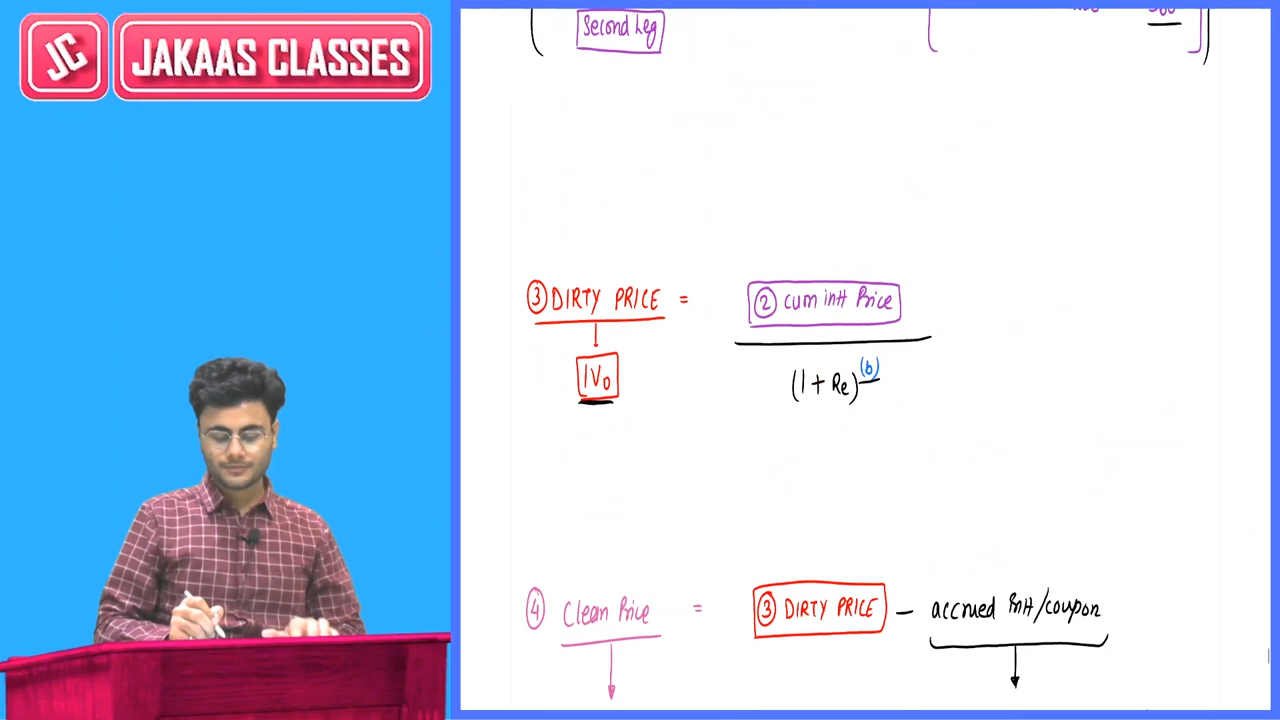 JC JAKAAS CLASSES
Second Leg
③ DIRTY PRICE = ② cum intt Price
(1 + Re)^(b)
IV₀
④ Clean Price = ③ DIRTY PRICE – accrued Intt/coupon